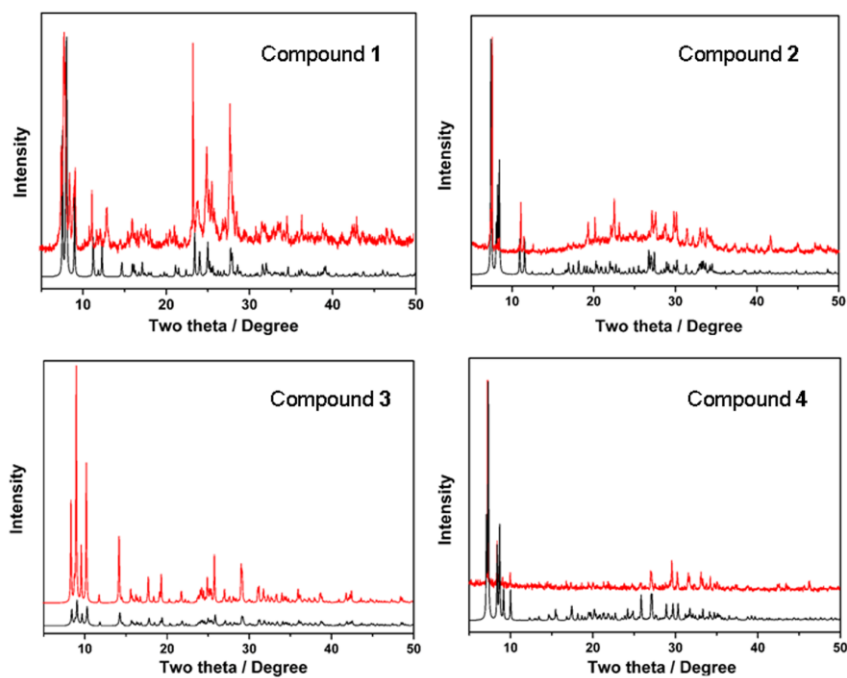 Compound 1
Intensity
10 20 30 40 50
Two theta / Degree
Compound 2
Intensity
10 20 30 40 50
Two theta / Degree
Compound 3
Intensity
10 20 30 40 50
Two theta / Degree
Compound 4
Intensity
10 20 30 40 50
Two theta / Degree